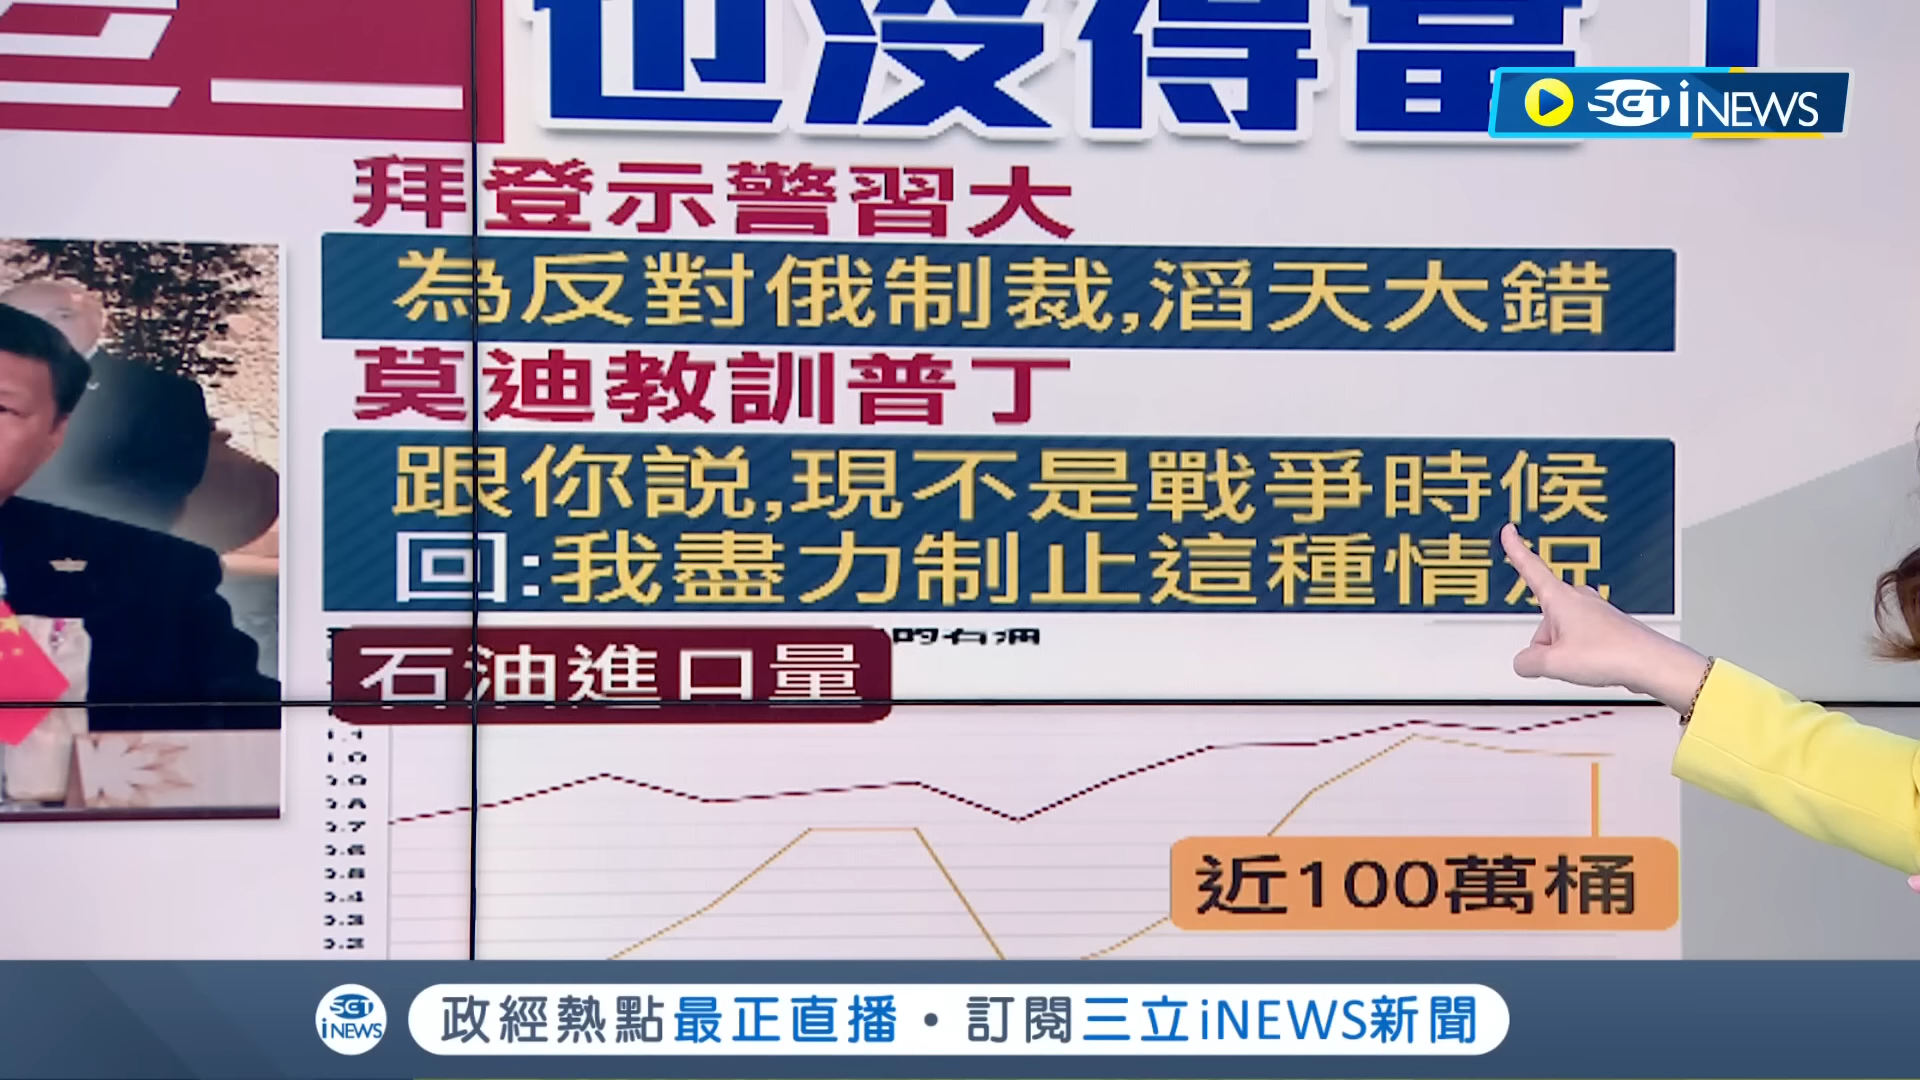 也沒得當
SET iNEWS
拜登示警習大
為反對俄制裁,滔天大錯
莫迪教訓普丁
跟你説,現不是戰爭時候
回:我盡力制止這種情況
的石油
石油進口量
近100萬桶
SET iNEWS
政經熱點最正直播・訂閱三立iNEWS新聞